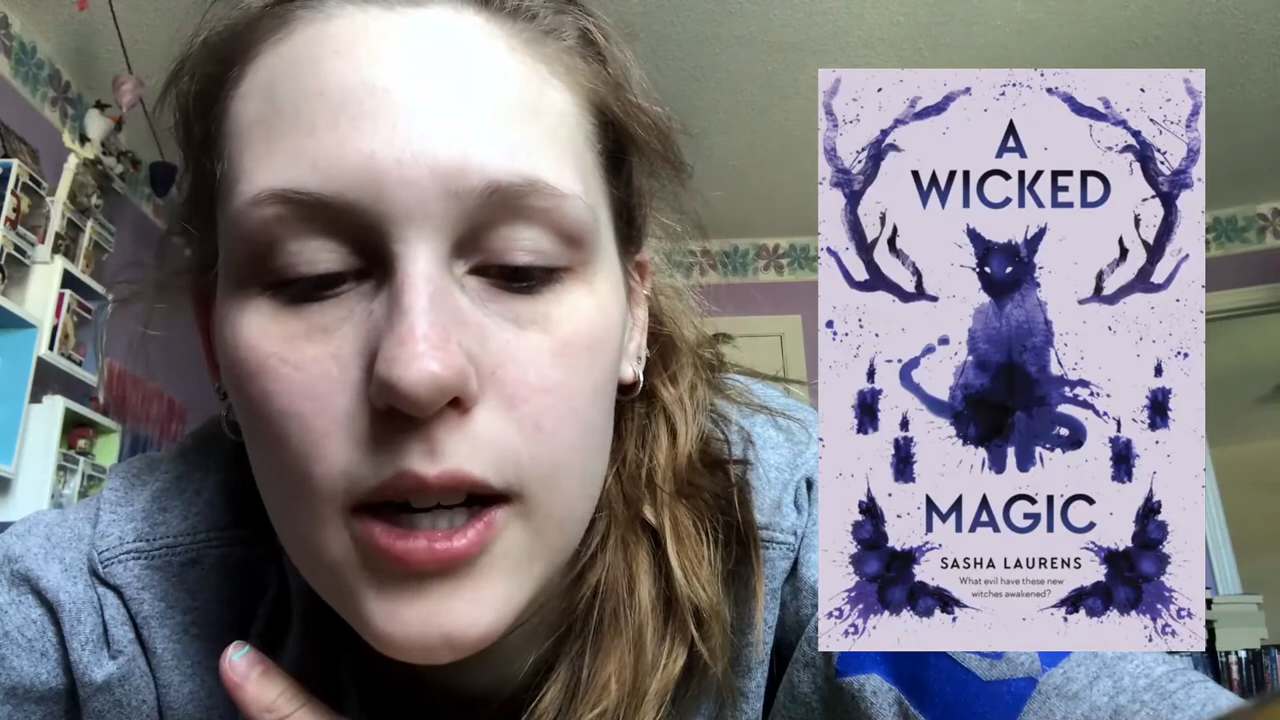 A
WICKED
MAGIC
SASHA LAURENS
What evil have these new
witches awakened?